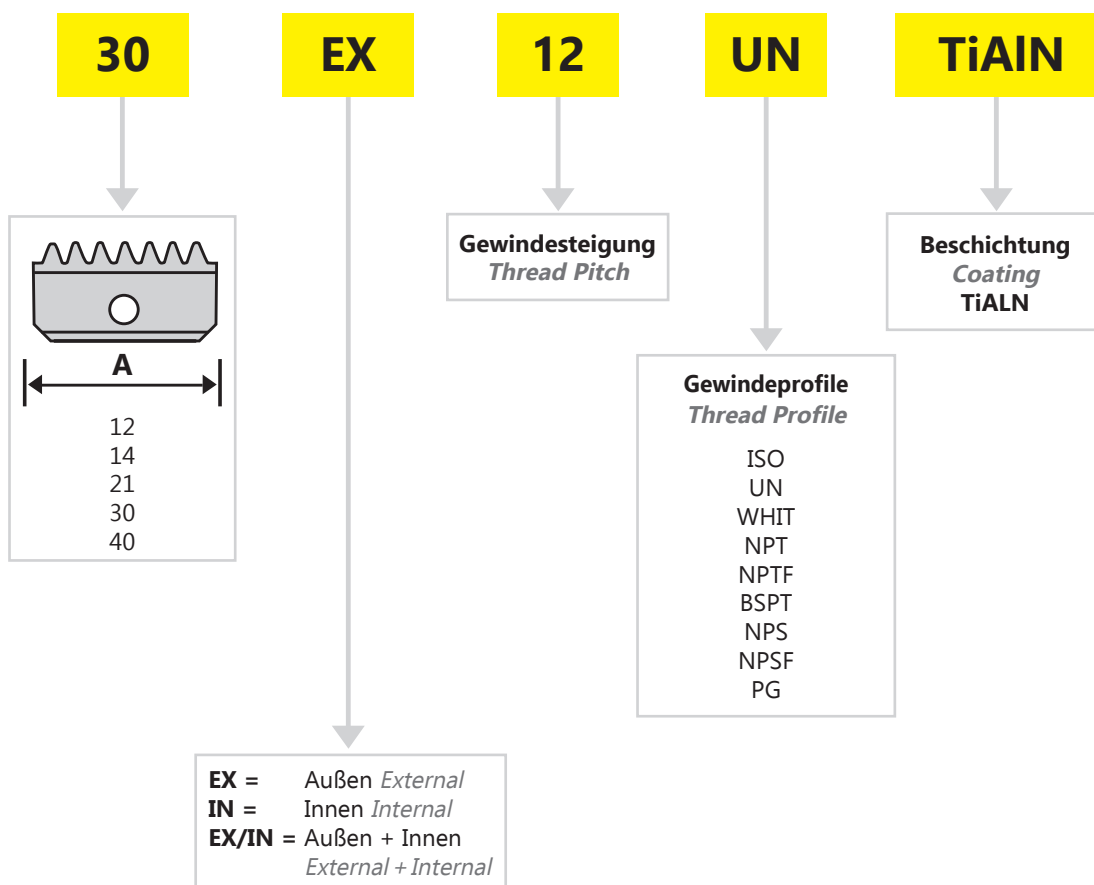 30 EX 12 UN TiAlN
A
12
14
21
30
40
Gewindesteigung
Thread Pitch
Beschichtung
Coating
TiALN
Gewindeprofile
Thread Profile
ISO
UN
WHIT
NPT
NPTF
BSPT
NPS
NPSF
PG
EX = Außen External
IN = Innen Internal
EX/IN = Außen + Innen
External + Internal